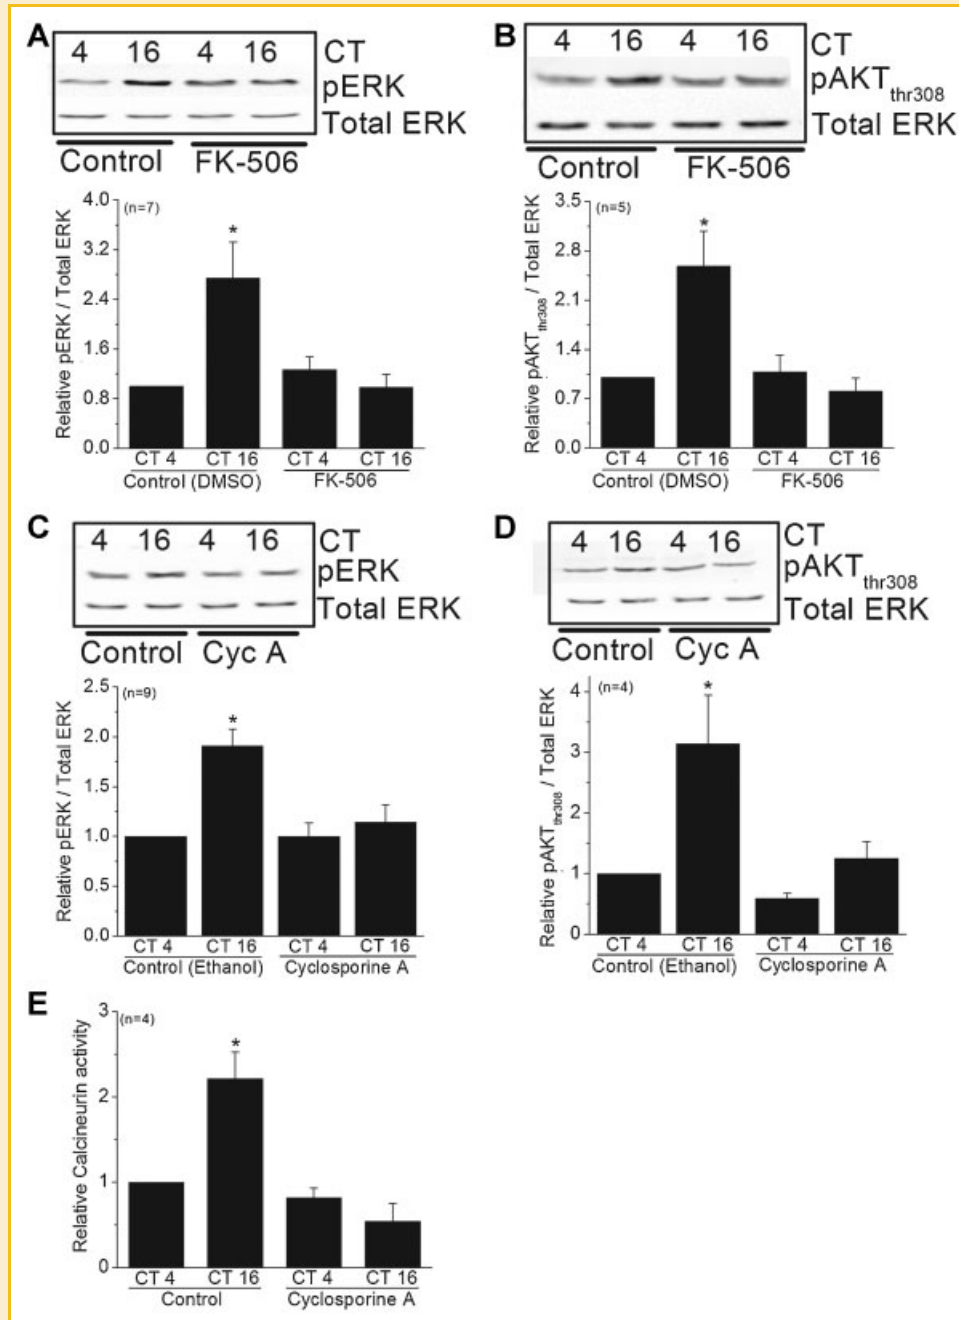 A
4 16 4 16 CT
pERK
Total ERK
Control FK-506
4.0
3.2
2.4
1.6
0.8
0.0
(n=7)
*
Relative pERK / Total ERK
CT 4 CT 16 CT 4 CT 16
Control (DMSO) FK-506
B
4 16 4 16 CT
pAKTthr308
Total ERK
Control FK-506
3.5
2.8
2.1
1.4
0.7
0.0
(n=5)
*
Relative pAKTthr308 / Total ERK
CT 4 CT 16 CT 4 CT 16
Control (DMSO) FK-506
C
4 16 4 16 CT
pERK
Total ERK
Control Cyc A
2.5
2.0
1.5
1.0
0.5
0.0
(n=9)
*
Relative pERK / Total ERK
CT 4 CT 16 CT 4 CT 16
Control (Ethanol) Cyclosporine A
D
4 16 4 16 CT
pAKTthr308
Total ERK
Control Cyc A
4
3
2
1
0
(n=4)
*
Relative pAKTthr308 / Total ERK
CT 4 CT 16 CT 4 CT 16
Control (Ethanol) Cyclosporine A
E
3
2
1
0
(n=4)
*
Relative Calcineurin activity
CT 4 CT 16 CT 4 CT 16
Control Cyclosporine A